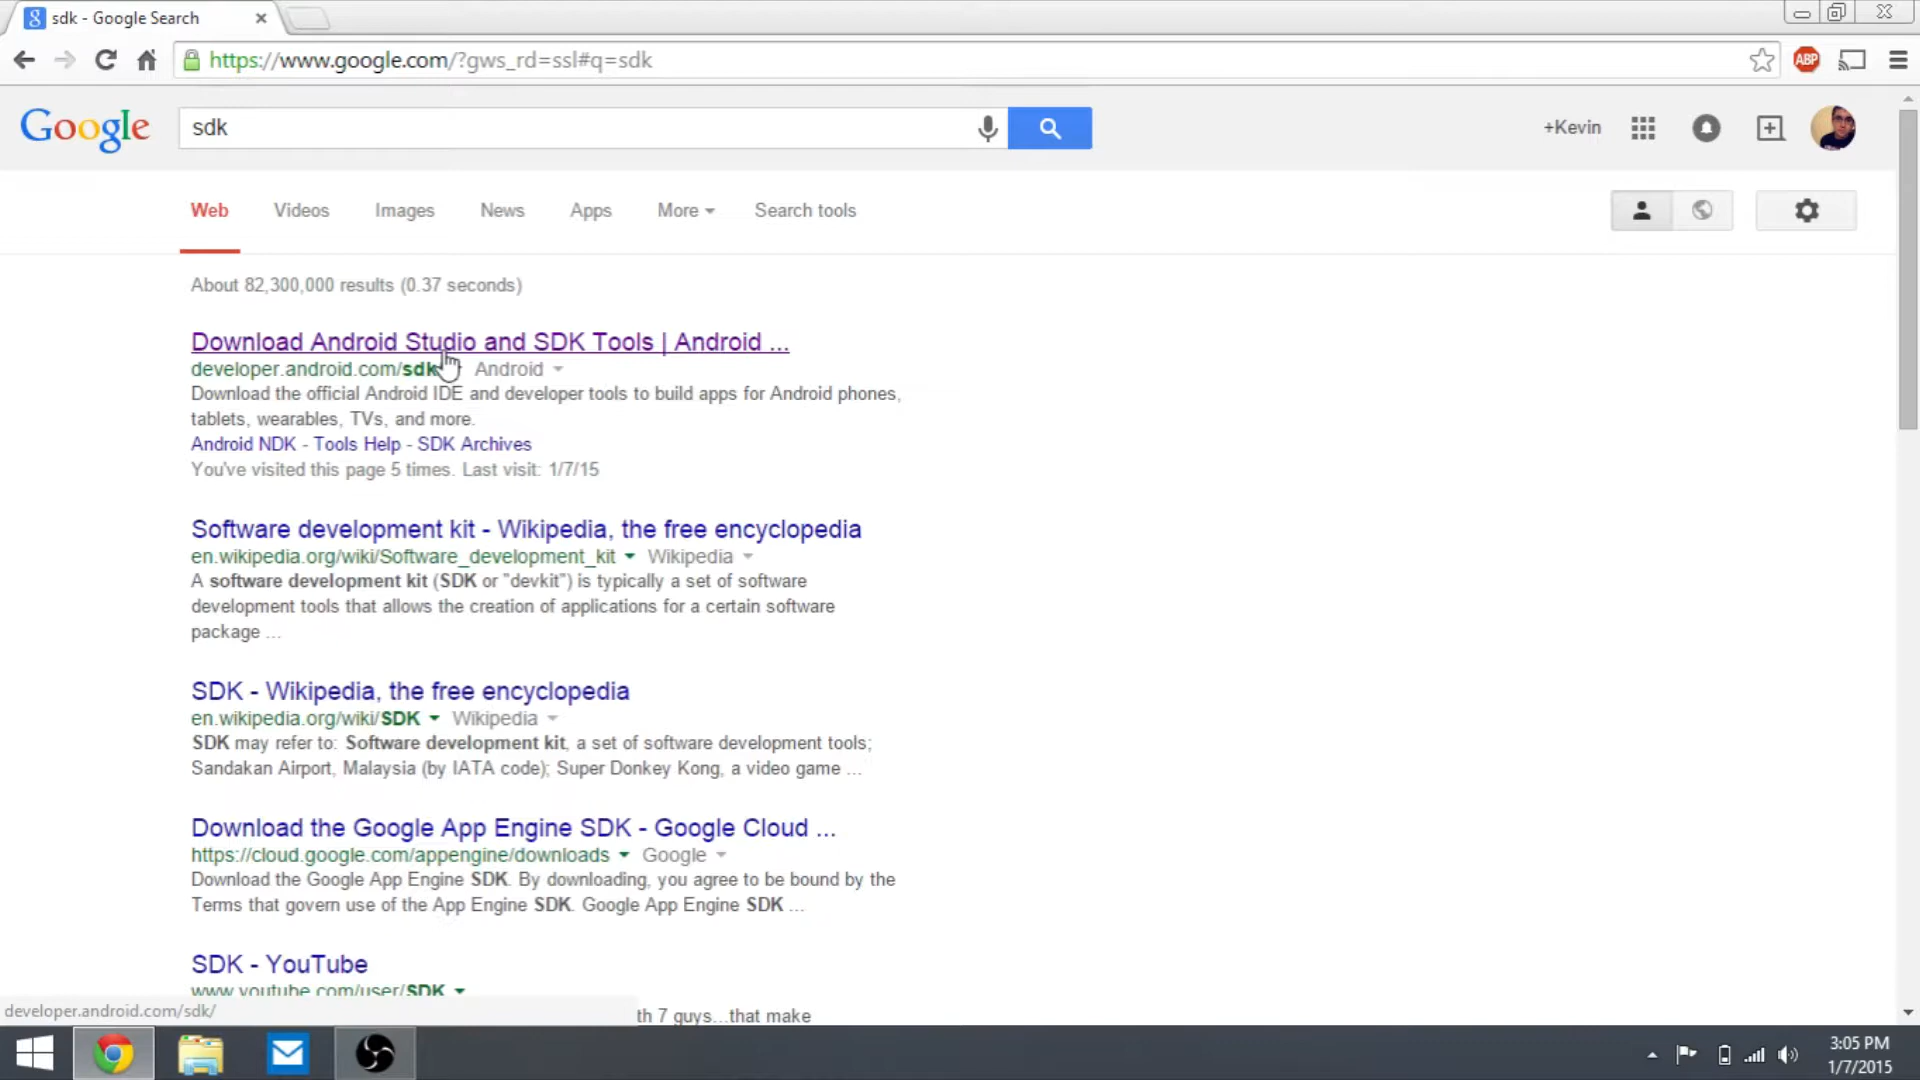 sdk - Google Search
https://www.google.com/?gws_rd=ssl#q=sdk
ABP
Google
sdk
+Kevin
Web
Videos
Images
News
Apps
More
Search tools
About 82,300,000 results (0.37 seconds)
Download Android Studio and SDK Tools | Android ...
developer.android.com/sdk Android
Download the official Android IDE and developer tools to build apps for Android phones,
tablets, wearables, TVs, and more.
Android NDK - Tools Help - SDK Archives
You've visited this page 5 times. Last visit: 1/7/15
Software development kit - Wikipedia, the free encyclopedia
en.wikipedia.org/wiki/Software_development_kit Wikipedia
A software development kit (SDK or "devkit") is typically a set of software
development tools that allows the creation of applications for a certain software
package ...
SDK - Wikipedia, the free encyclopedia
en.wikipedia.org/wiki/SDK Wikipedia
SDK may refer to: Software development kit, a set of software development tools;
Sandakan Airport, Malaysia (by IATA code); Super Donkey Kong, a video game ...
Download the Google App Engine SDK - Google Cloud ...
https://cloud.google.com/appengine/downloads Google
Download the Google App Engine SDK. By downloading, you agree to be bound by the
Terms that govern use of the App Engine SDK. Google App Engine SDK ...
SDK - YouTube
www.youtube.com/user/SDK
developer.android.com/sdk/
th 7 guys...that make
3:05 PM
1/7/2015